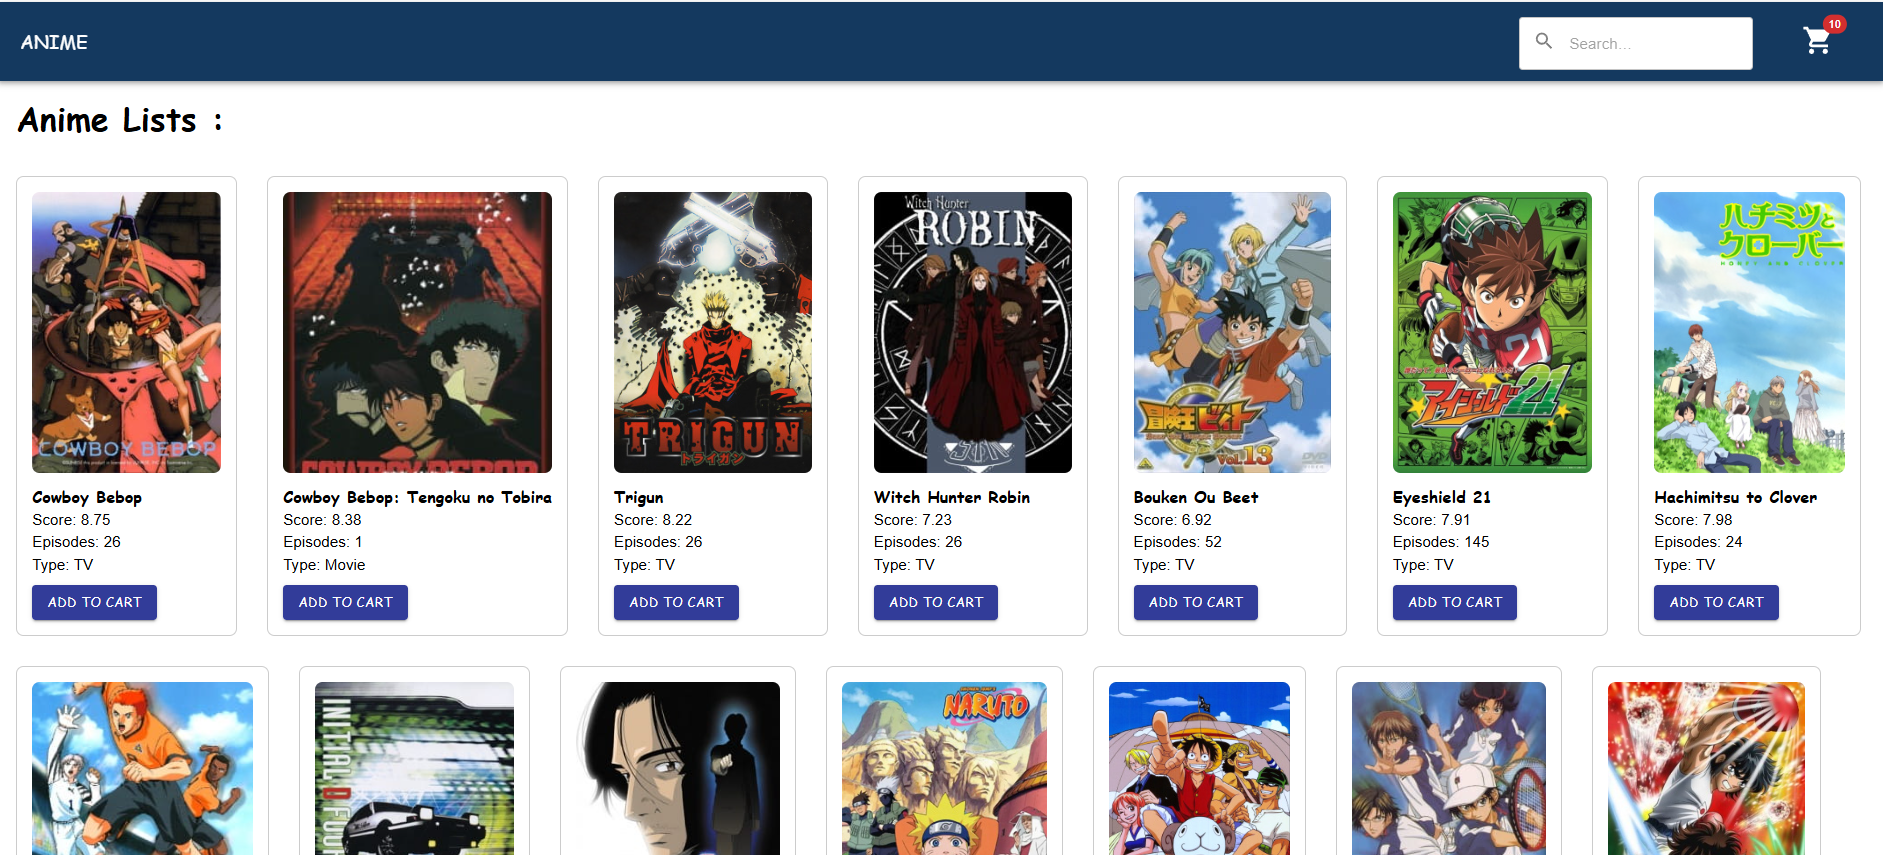 ANIME
Search...
10
Anime Lists :
COWBOY BEBOP
COWBOY BEBOP
TRIGUN
トライガン
Witch Hunter
ROBIN
冒険王ビィト
Vol.13
DVD
21
アイシールド21
ハチミツと
クローバー
HONEY AND CLOVER
Cowboy Bebop
Score: 8.75
Episodes: 26
Type: TV
ADD TO CART
Cowboy Bebop: Tengoku no Tobira
Score: 8.38
Episodes: 1
Type: Movie
ADD TO CART
Trigun
Score: 8.22
Episodes: 26
Type: TV
ADD TO CART
Witch Hunter Robin
Score: 7.23
Episodes: 26
Type: TV
ADD TO CART
Bouken Ou Beet
Score: 6.92
Episodes: 52
Type: TV
ADD TO CART
Eyeshield 21
Score: 7.91
Episodes: 145
Type: TV
ADD TO CART
Hachimitsu to Clover
Score: 7.98
Episodes: 24
Type: TV
ADD TO CART
INITIAL D FOUR
NARUTO